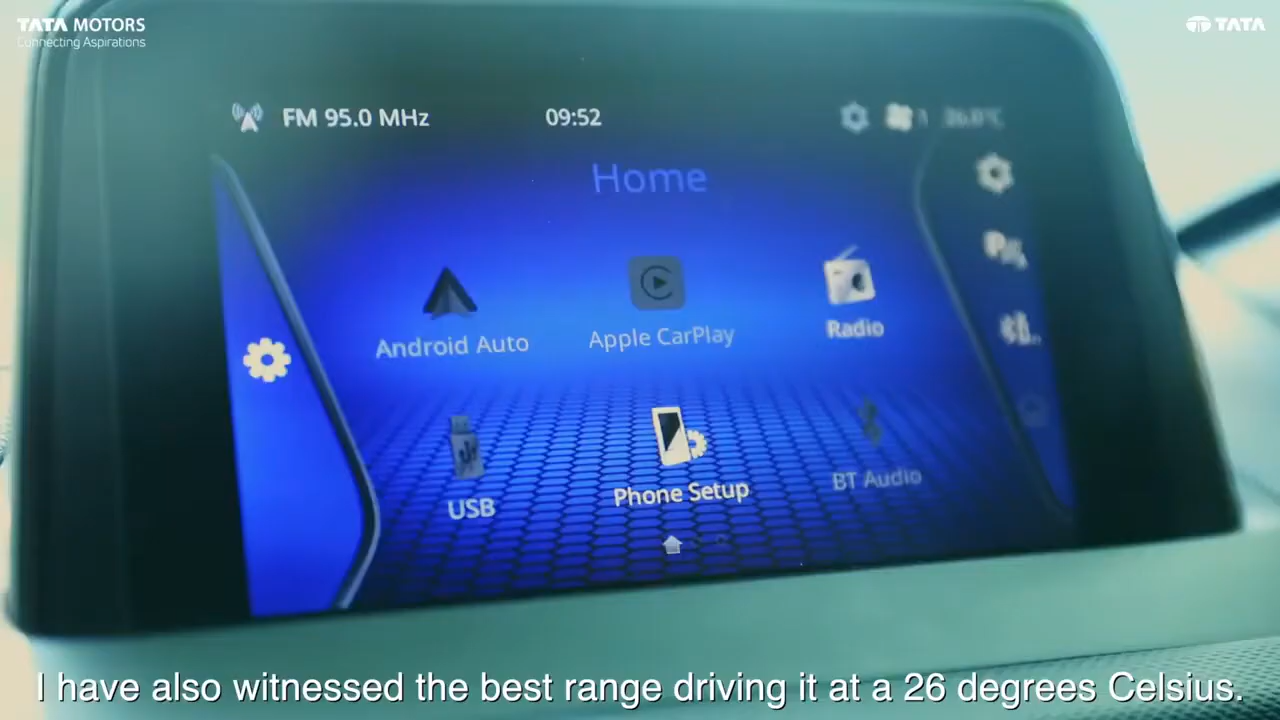 TATA MOTORS
Connecting Aspirations
TATA
FM 95.0 MHz
09:52
Home
Android Auto
Apple CarPlay
Radio
USB
Phone Setup
BT Audio
I have also witnessed the best range driving it at a 26 degrees Celsius.